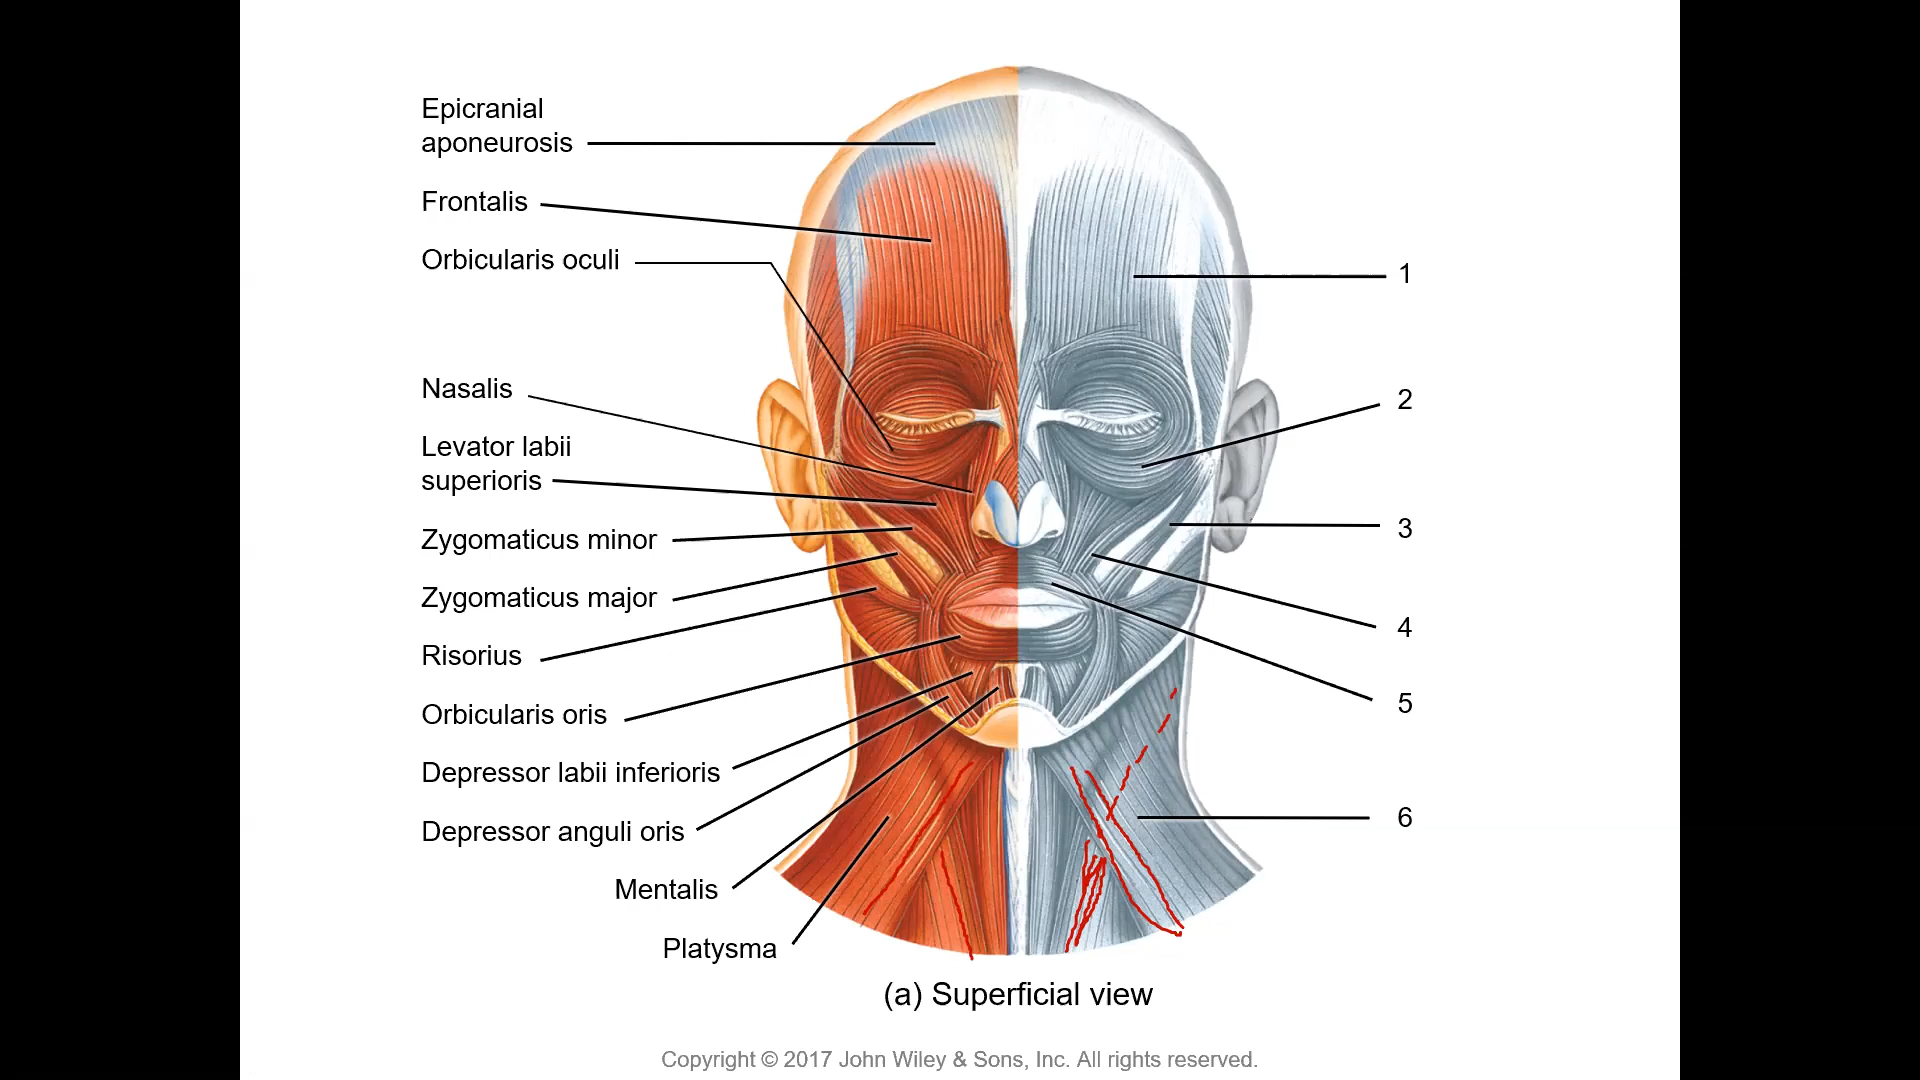 Epicranial
aponeurosis
Frontalis
Orbicularis oculi
Nasalis
Levator labii
superioris
Zygomaticus minor
Zygomaticus major
Risorius
Orbicularis oris
Depressor labii inferioris
Depressor anguli oris
Mentalis
Platysma
1
2
3
4
5
6
(a) Superficial view
Copyright © 2017 John Wiley & Sons, Inc. All rights reserved.